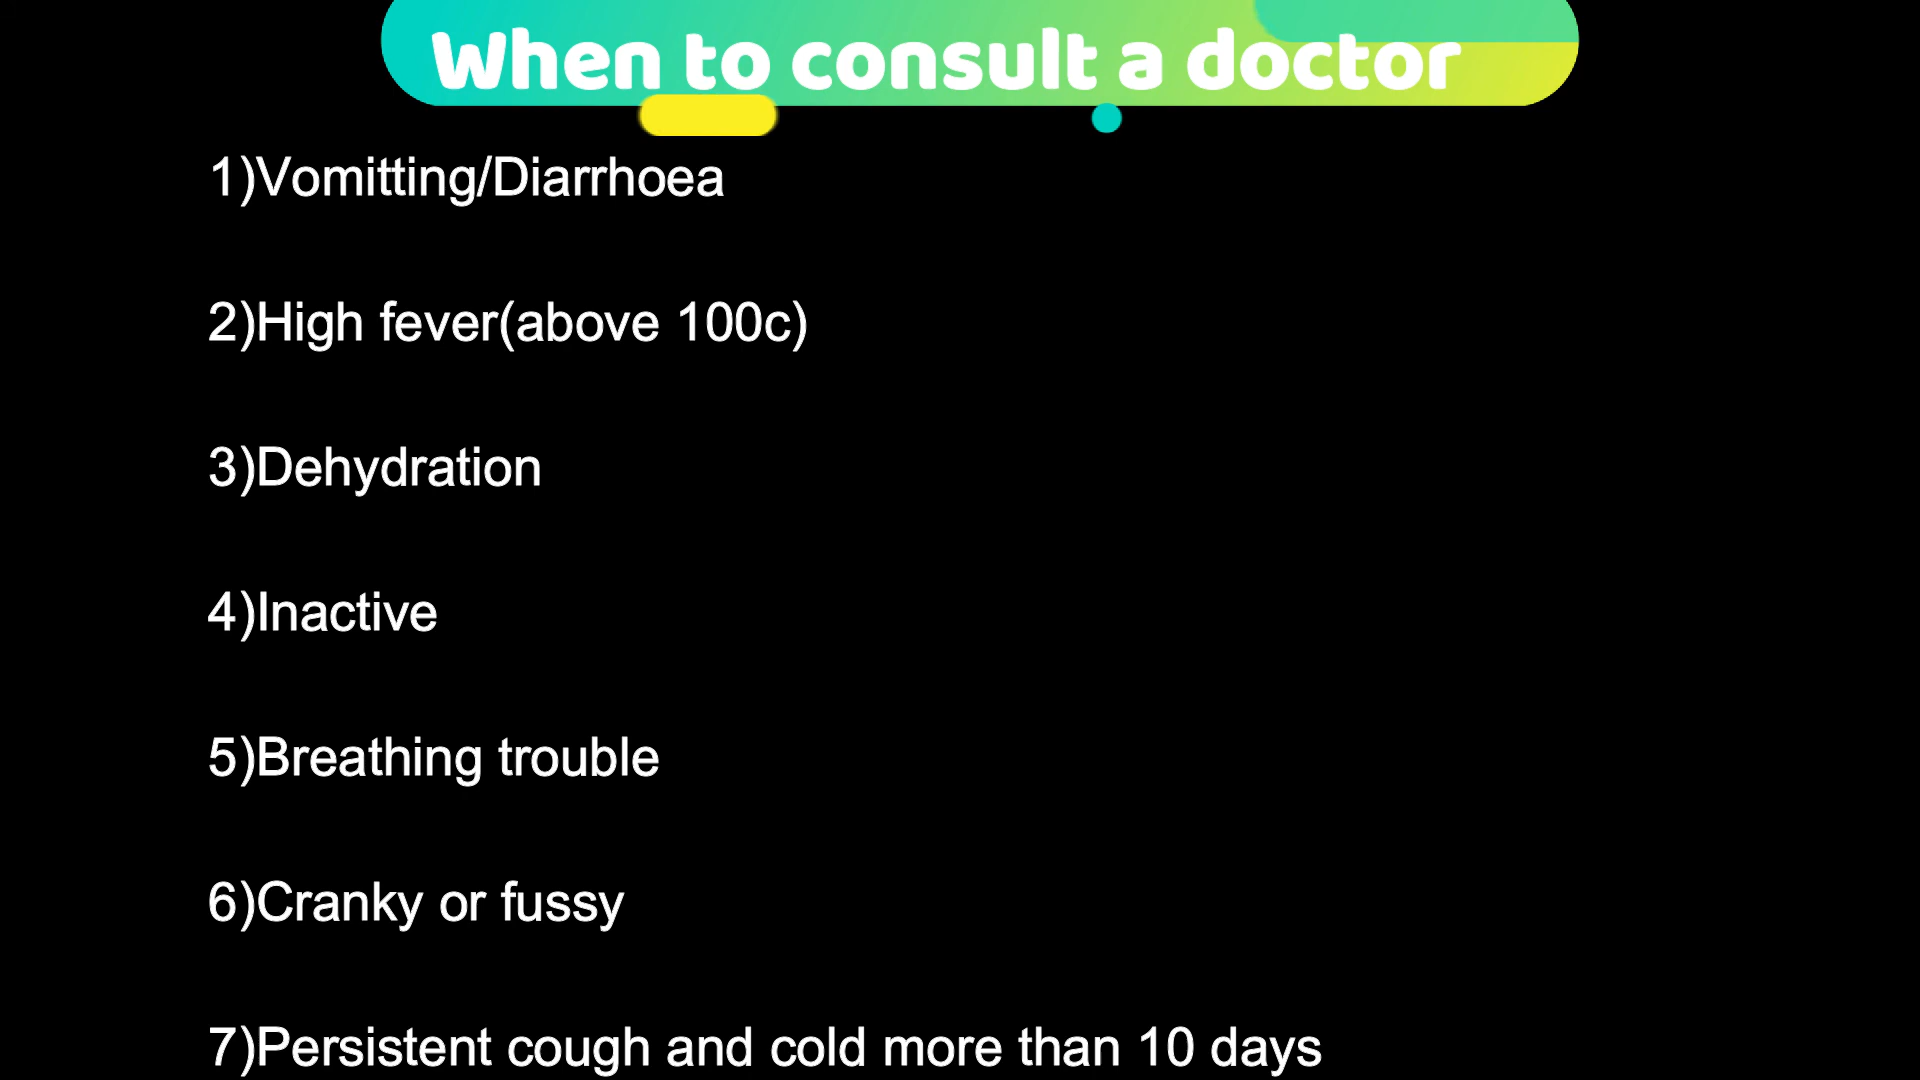 When to consult a doctor
1)Vomitting/Diarrhoea
2)High fever(above 100c)
3)Dehydration
4)Inactive
5)Breathing trouble
6)Cranky or fussy
7)Persistent cough and cold more than 10 days